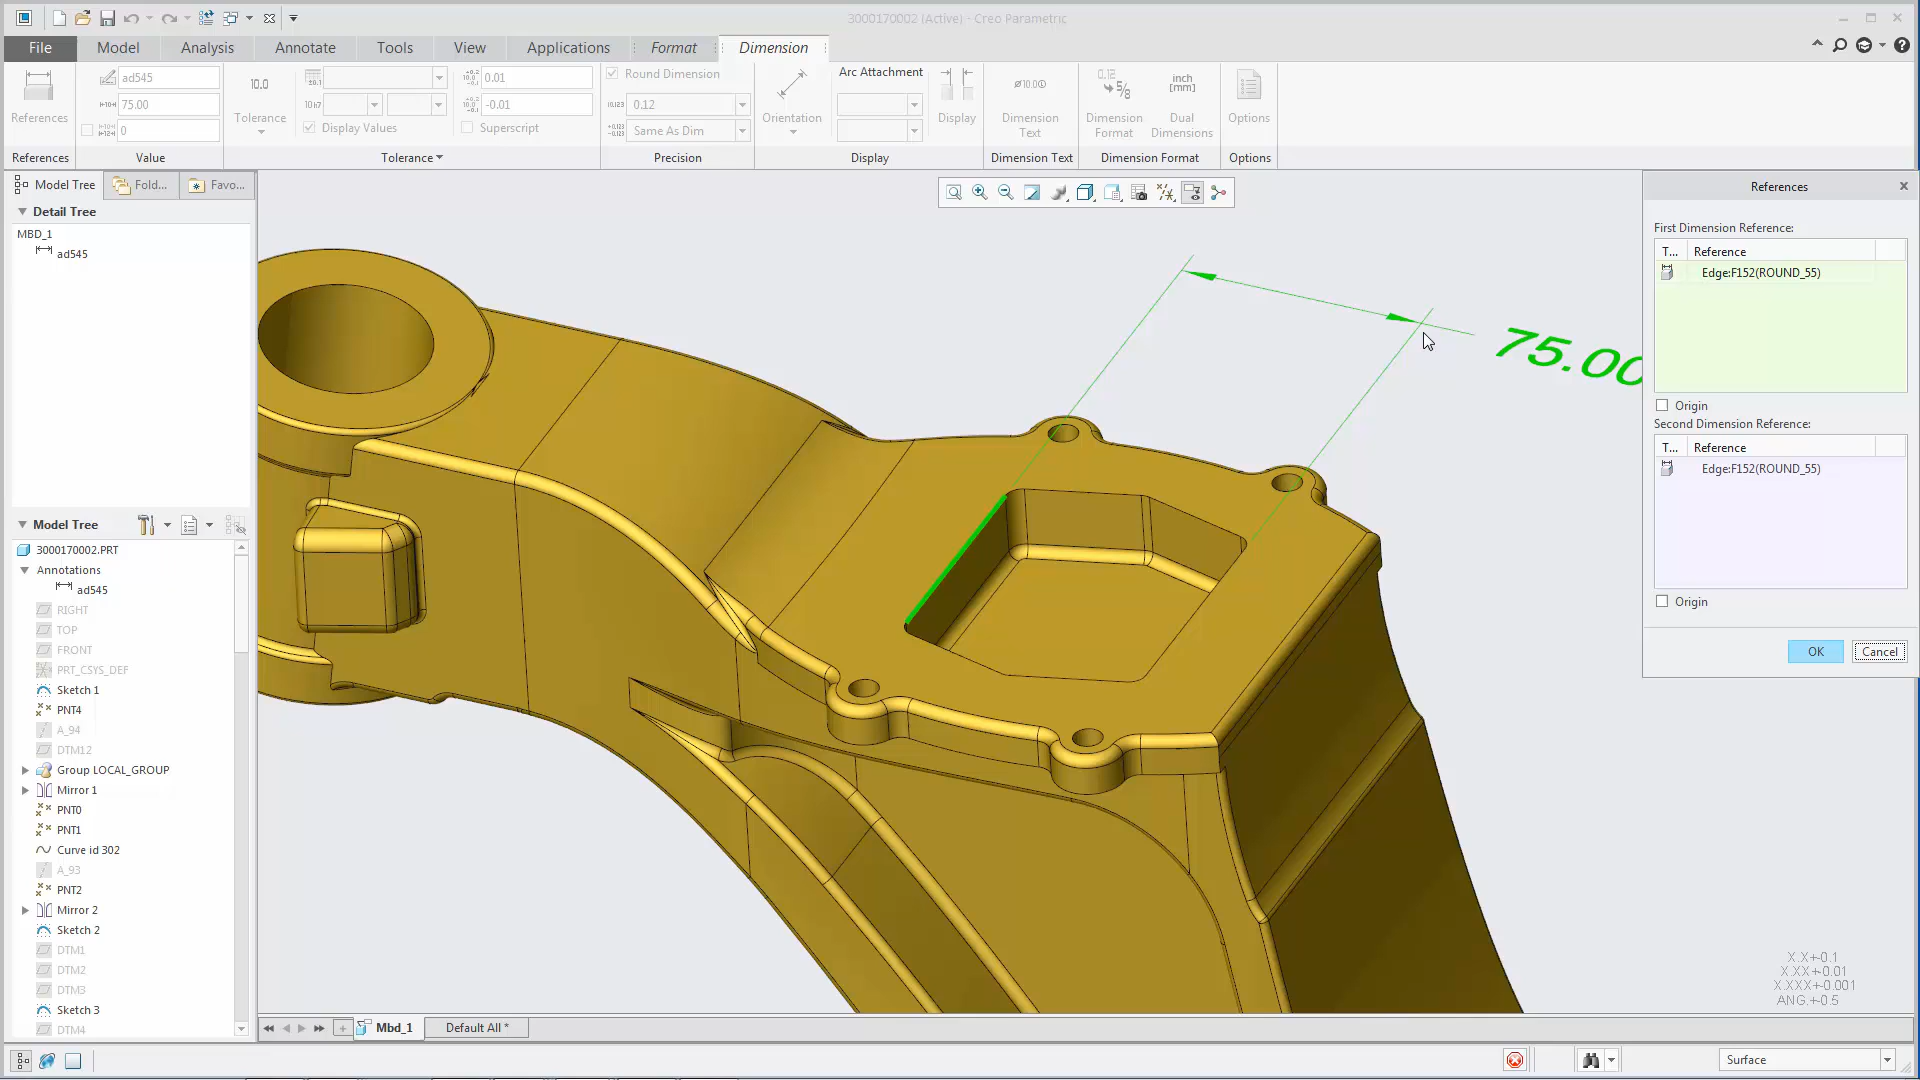 3000170002 (Active) - Creo Parametric
File Model Analysis Annotate Tools View Applications Format Dimension
References
References
ad545
75.00
0
Value
10.0
Tolerance
10h7
Display Values
0.01
-0.01
Superscript
Tolerance
Round Dimension
0.12
Same As Dim
Precision
Orientation
Arc Attachment
Display
Display
Ø10.00
Dimension Text
Dimension Text
Dimension Format
inch [mm]
Dual Dimensions
Dimension Format
Options
Options
Model Tree Fold... Favo...
Detail Tree
MBD_1
ad545
Model Tree
3000170002.PRT
Annotations
ad545
RIGHT
TOP
FRONT
PRT_CSYS_DEF
Sketch 1
PNT4
A_94
DTM12
Group LOCAL_GROUP
Mirror 1
PNT0
PNT1
Curve id 302
A_93
PNT2
Mirror 2
Sketch 2
DTM1
DTM2
DTM3
Sketch 3
DTM4
75.00
References
First Dimension Reference:
T... Reference
Edge:F152(ROUND_55)
Origin
Second Dimension Reference:
T... Reference
Edge:F152(ROUND_55)
Origin
OK Cancel
X.X+-0.1
X.XX+-0.01
X.XXX+-0.001
ANG.+-0.5
Mbd_1 Default All *
Surface